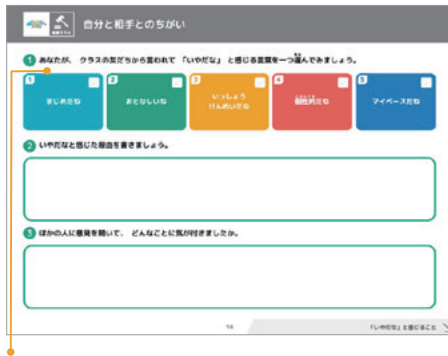 自分と相手とのちがい
1 あなたが、クラスの友だちから言われて「いやだな」と感じる言葉を一つ選んでみましょう。
1
まじめだね
2
おとなしいね
3
いっしょう
けんめいだね
4
個性的だね
5
マイペースだね
2 いやだなと感じた理由を書きましょう。
3 ほかの人に意見を聞いて、どんなことに気が付きましたか。
14
「いやだな」と感じること